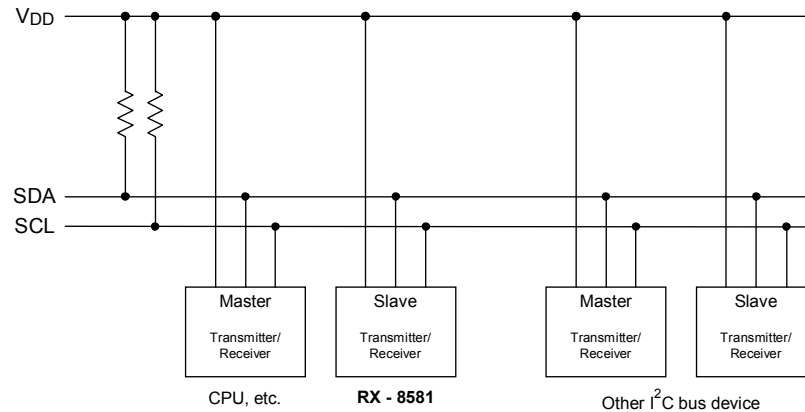 VDD
SDA
SCL
Master
Transmitter/
Receiver
Slave
Transmitter/
Receiver
Master
Transmitter/
Receiver
Slave
Transmitter/
Receiver
CPU, etc.
RX - 8581
Other I²C bus device